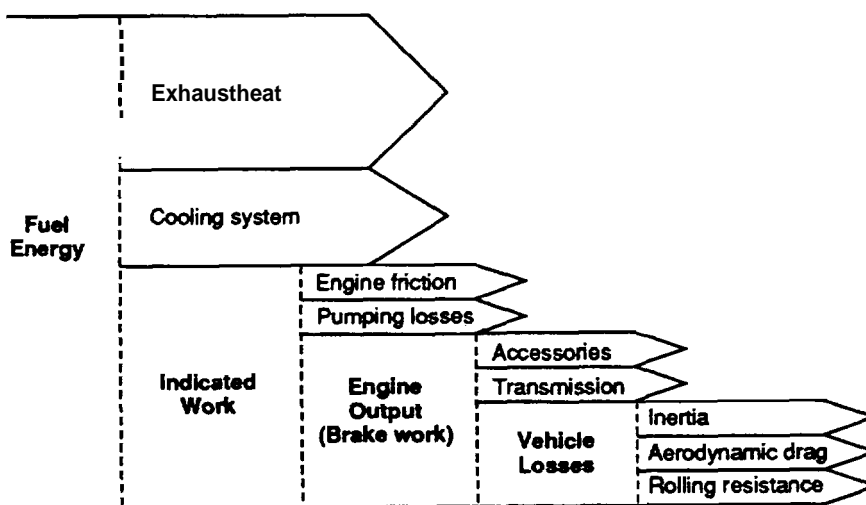 Exhaustheat
Cooling system
Fuel
Energy
Engine friction
Pumping losses
Indicated
Work
Engine
Output
(Brake work)
Accessories
Transmission
Vehicle
Losses
Inertia
Aerodynamic drag
Rolling resistance